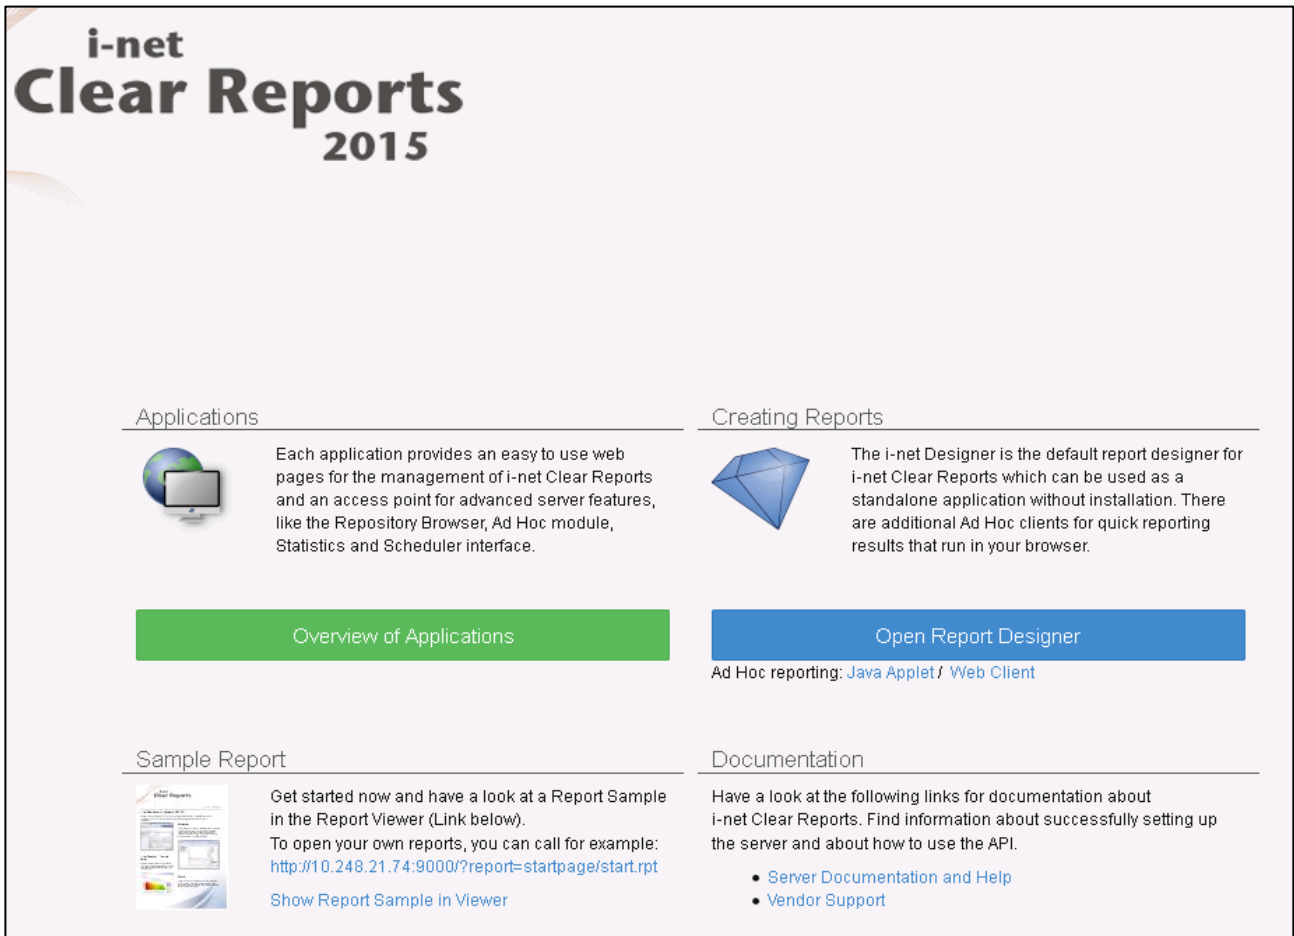 i-net
Clear Reports
2015
Applications
Each application provides an easy to use web
pages for the management of i-net Clear Reports
and an access point for advanced server features,
like the Repository Browser, Ad Hoc module,
Statistics and Scheduler interface.
Overview of Applications
Creating Reports
The i-net Designer is the default report designer for
i-net Clear Reports which can be used as a
standalone application without installation. There
are additional Ad Hoc clients for quick reporting
results that run in your browser.
Open Report Designer
Ad Hoc reporting: Java Applet / Web Client
Sample Report
Get started now and have a look at a Report Sample
in the Report Viewer (Link below).
To open your own reports, you can call for example:
http://10.248.21.74:9000/?report=startpage/start.rpt
Show Report Sample in Viewer
Documentation
Have a look at the following links for documentation about
i-net Clear Reports. Find information about successfully setting up
the server and about how to use the API.
• Server Documentation and Help
• Vendor Support